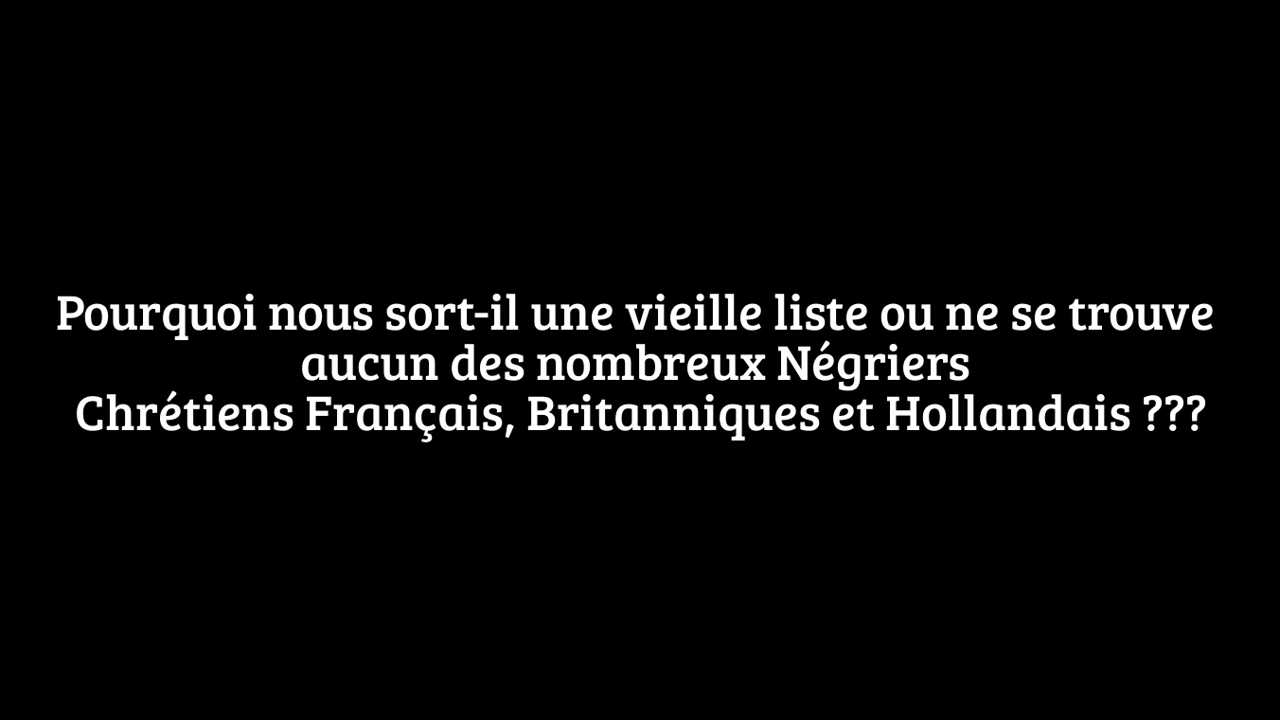 Pourquoi nous sort-il une vieille liste ou ne se trouve
aucun des nombreux Négriers
Chrétiens Français, Britanniques et Hollandais ???